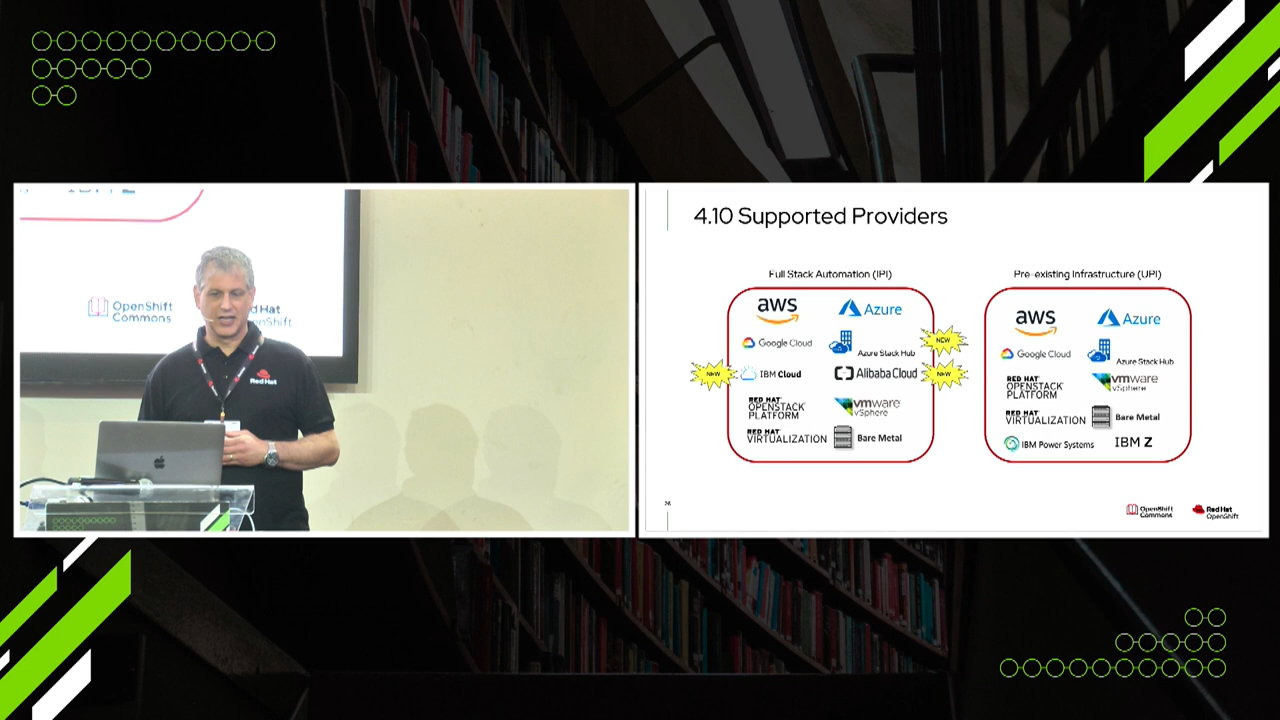 OpenShift
Commons
d Hat
enShift
Red Hat
4.10 Supported Providers
Full Stack Automation (IPI)
aws
Azure
Google Cloud
Azure Stack Hub
NEW
NEW
IBM Cloud
Alibaba Cloud
NEW
RED HAT
OPENSTACK
PLATFORM
vmware
vSphere
RED HAT
VIRTUALIZATION
Bare Metal
Pre-existing Infrastructure (UPI)
aws
Azure
Google Cloud
Azure Stack Hub
RED HAT
OPENSTACK
PLATFORM
vmware
vSphere
RED HAT
VIRTUALIZATION
Bare Metal
IBM Power Systems
IBM Z
OpenShift
Commons
Red Hat
OpenShift